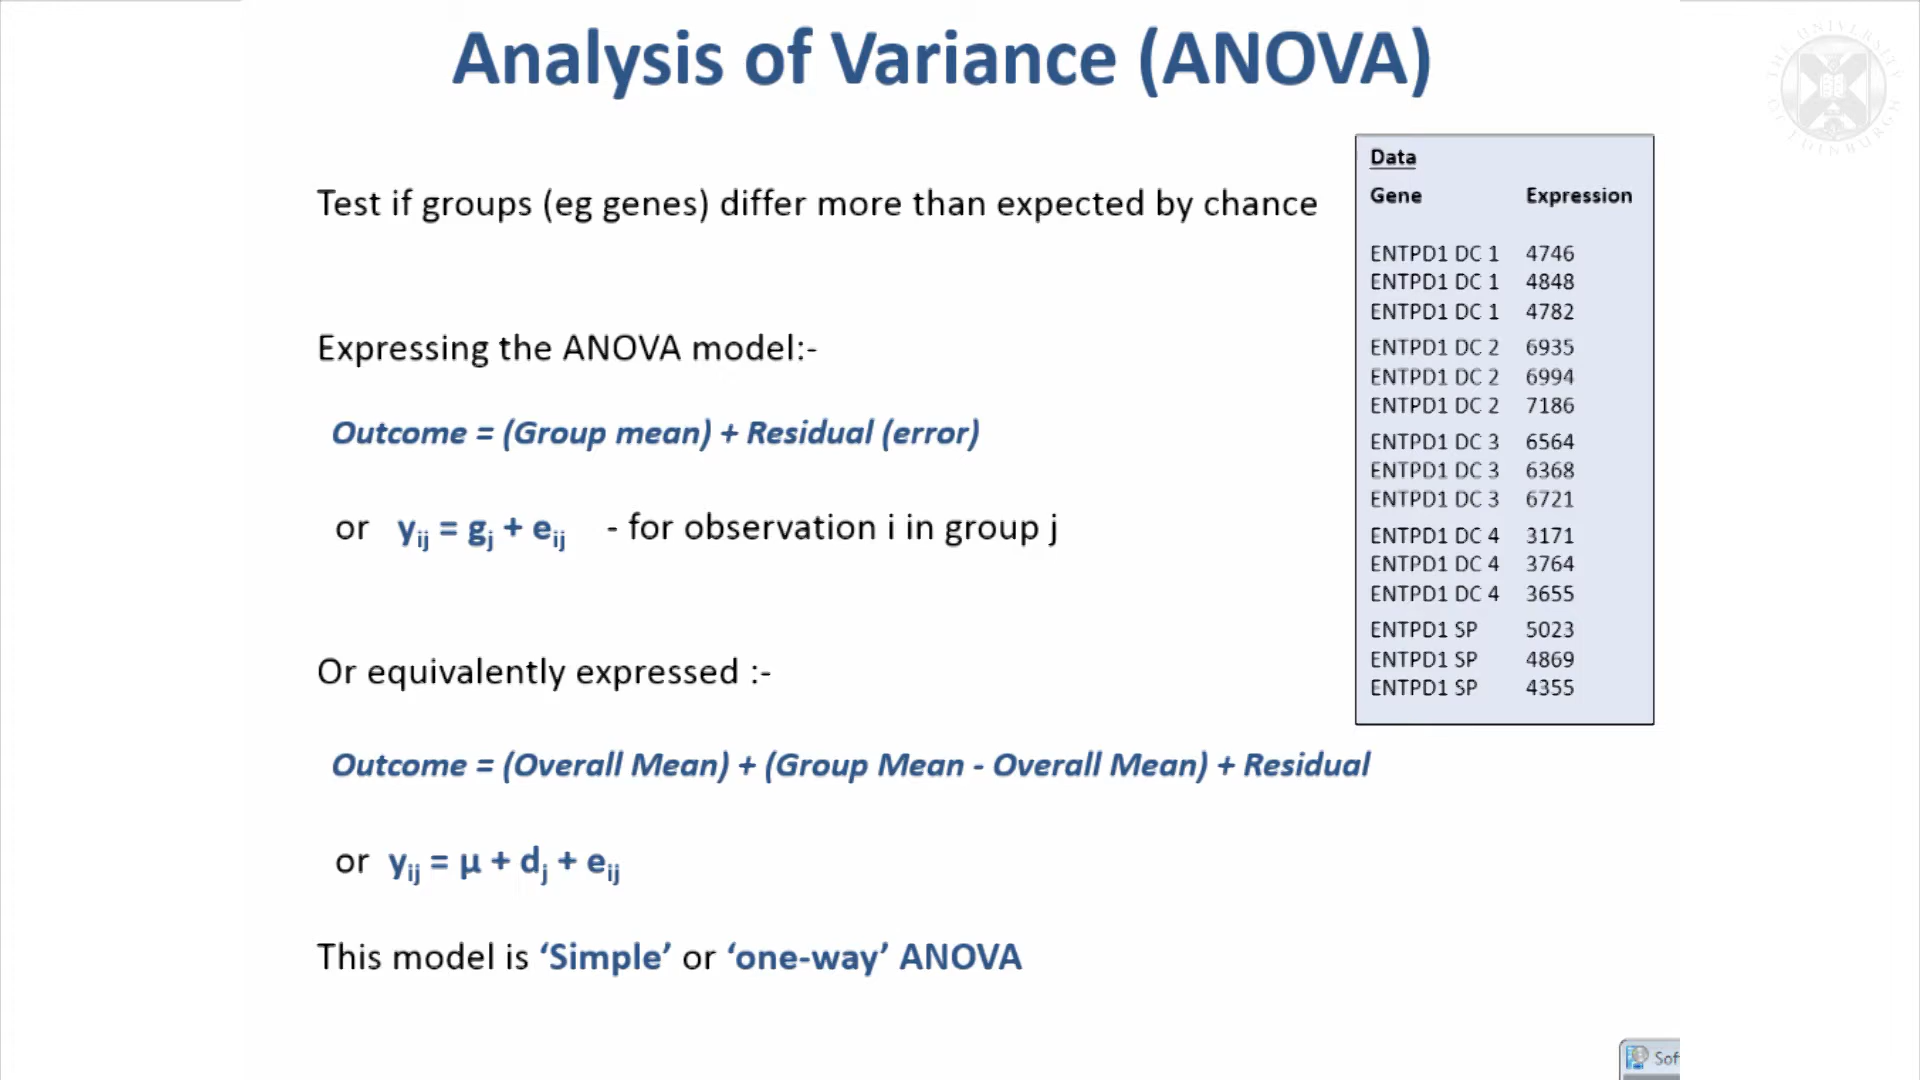 Analysis of Variance (ANOVA)
Test if groups (eg genes) differ more than expected by chance
Expressing the ANOVA model:-
Outcome = (Group mean) + Residual (error)
or yij = gj + eij - for observation i in group j
Or equivalently expressed :-
Outcome = (Overall Mean) + (Group Mean - Overall Mean) + Residual
or yij = μ + dj + eij
This model is ‘Simple’ or ‘one-way’ ANOVA
Data
Gene Expression
ENTPD1 DC 1 4746
ENTPD1 DC 1 4848
ENTPD1 DC 1 4782
ENTPD1 DC 2 6935
ENTPD1 DC 2 6994
ENTPD1 DC 2 7186
ENTPD1 DC 3 6564
ENTPD1 DC 3 6368
ENTPD1 DC 3 6721
ENTPD1 DC 4 3171
ENTPD1 DC 4 3764
ENTPD1 DC 4 3655
ENTPD1 SP 5023
ENTPD1 SP 4869
ENTPD1 SP 4355
THE UNIVERSITY
OF EDINBURGH
Sof